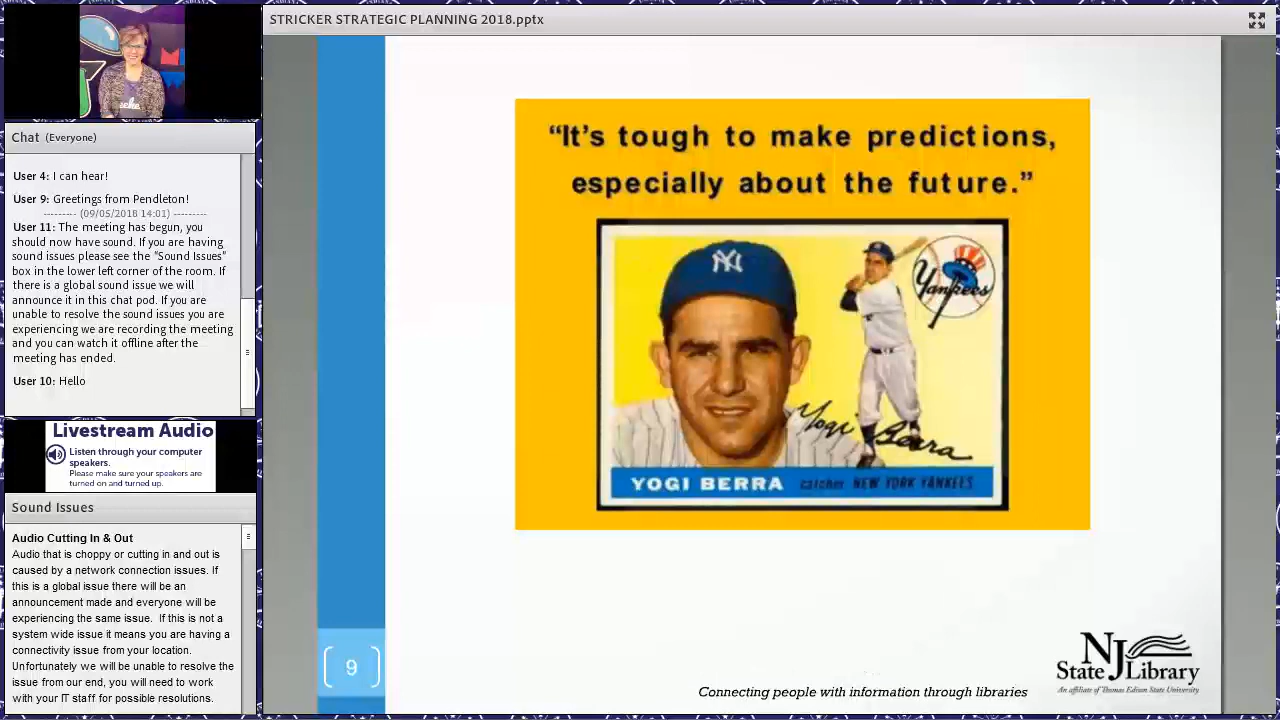 STRICKER STRATEGIC PLANNING 2018.pptx
Chat (Everyone)
User 4: I can hear!
User 9: Greetings from Pendleton!
--------- (09/05/2018 14:01) ---------
User 11: The meeting has begun, you
should now have sound. If you are having
sound issues please see the “Sound Issues”
box in the lower left corner of the room. If
there is a global sound issue we will
announce it in this chat pod. If you are
unable to resolve the sound issues you are
experiencing we are recording the meeting
and you can watch it offline after the
meeting has ended.
User 10: Hello
Livestream Audio
Listen through your computer
speakers.
Please make sure your speakers are
turned on and turned up.
Sound Issues
Audio Cutting In & Out
Audio that is choppy or cutting in and out is
caused by a network connection issues. If
this is a global issue there will be an
announcement made and everyone will be
experiencing the same issue. If this is not a
system wide issue it means you are having a
connectivity issue from your location.
Unfortunately we will be unable to resolve the
issue from our end, you will need to work
with your IT staff for possible resolutions.
“It’s tough to make predictions,
especially about the future.”
NY
Yankees
Yogi Berra
YOGI BERRA catcher NEW YORK YANKEES
9
Connecting people with information through libraries
NJ
State Library
An affiliate of Thomas Edison State University